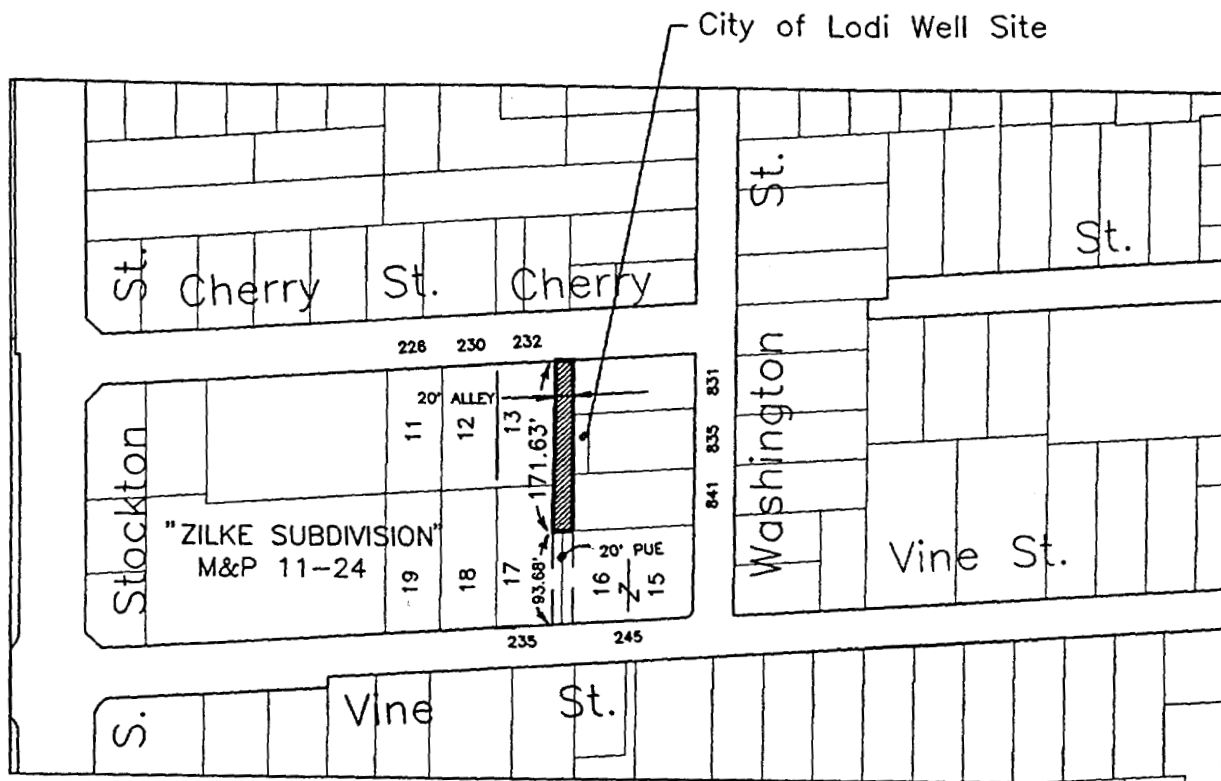 City of Lodi Well Site
St.
St.
St.
Cherry St. Cherry
226 230 232
831
835
841
20' ALLEY
11
12
13
171.63'
Stockton
Washington
"ZILKE SUBDIVISION"
M&P 11-24
20' PUE
Vine St.
19
18
17
93.68'
16
Z
15
235
245
S.
Vine St.